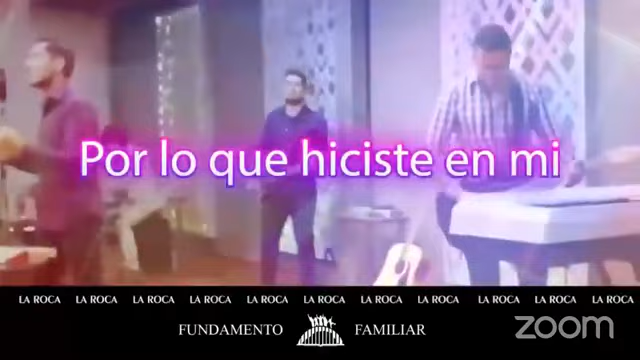 Por lo que hiciste en mi
LA ROCA LA ROCA LA ROCA LA ROCA LA ROCA LA ROCA LA ROCA LA ROCA LA ROCA LA ROCA LA ROCA
FUNDAMENTO FAMILIAR
zoom